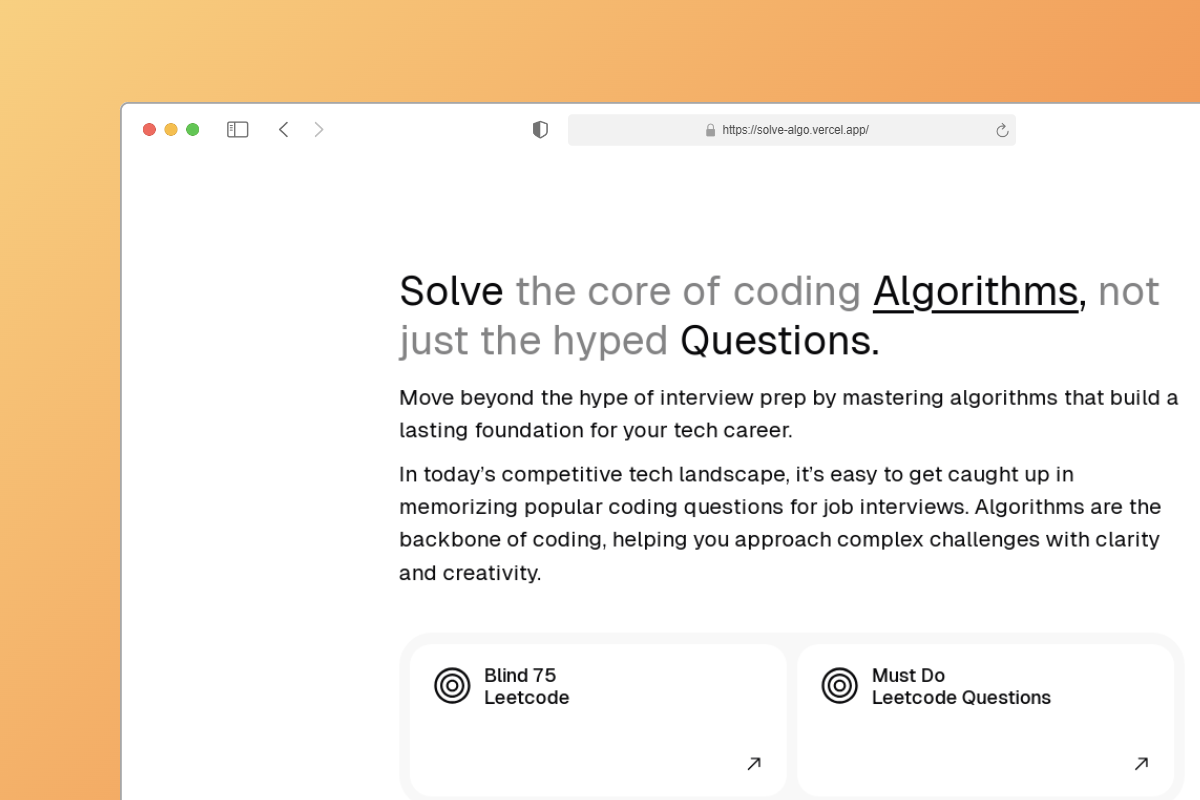 https://solve-algo.vercel.app/
Solve the core of coding Algorithms, not
just the hyped Questions.
Move beyond the hype of interview prep by mastering algorithms that build a
lasting foundation for your tech career.
In today’s competitive tech landscape, it’s easy to get caught up in
memorizing popular coding questions for job interviews. Algorithms are the
backbone of coding, helping you approach complex challenges with clarity
and creativity.
Blind 75
Leetcode
Must Do
Leetcode Questions